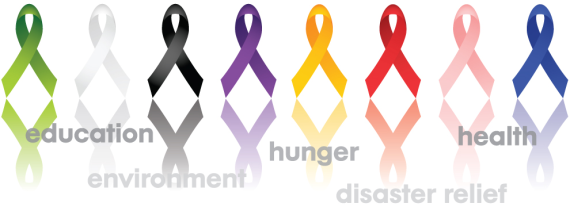 education
hunger
health
environment
disaster relief